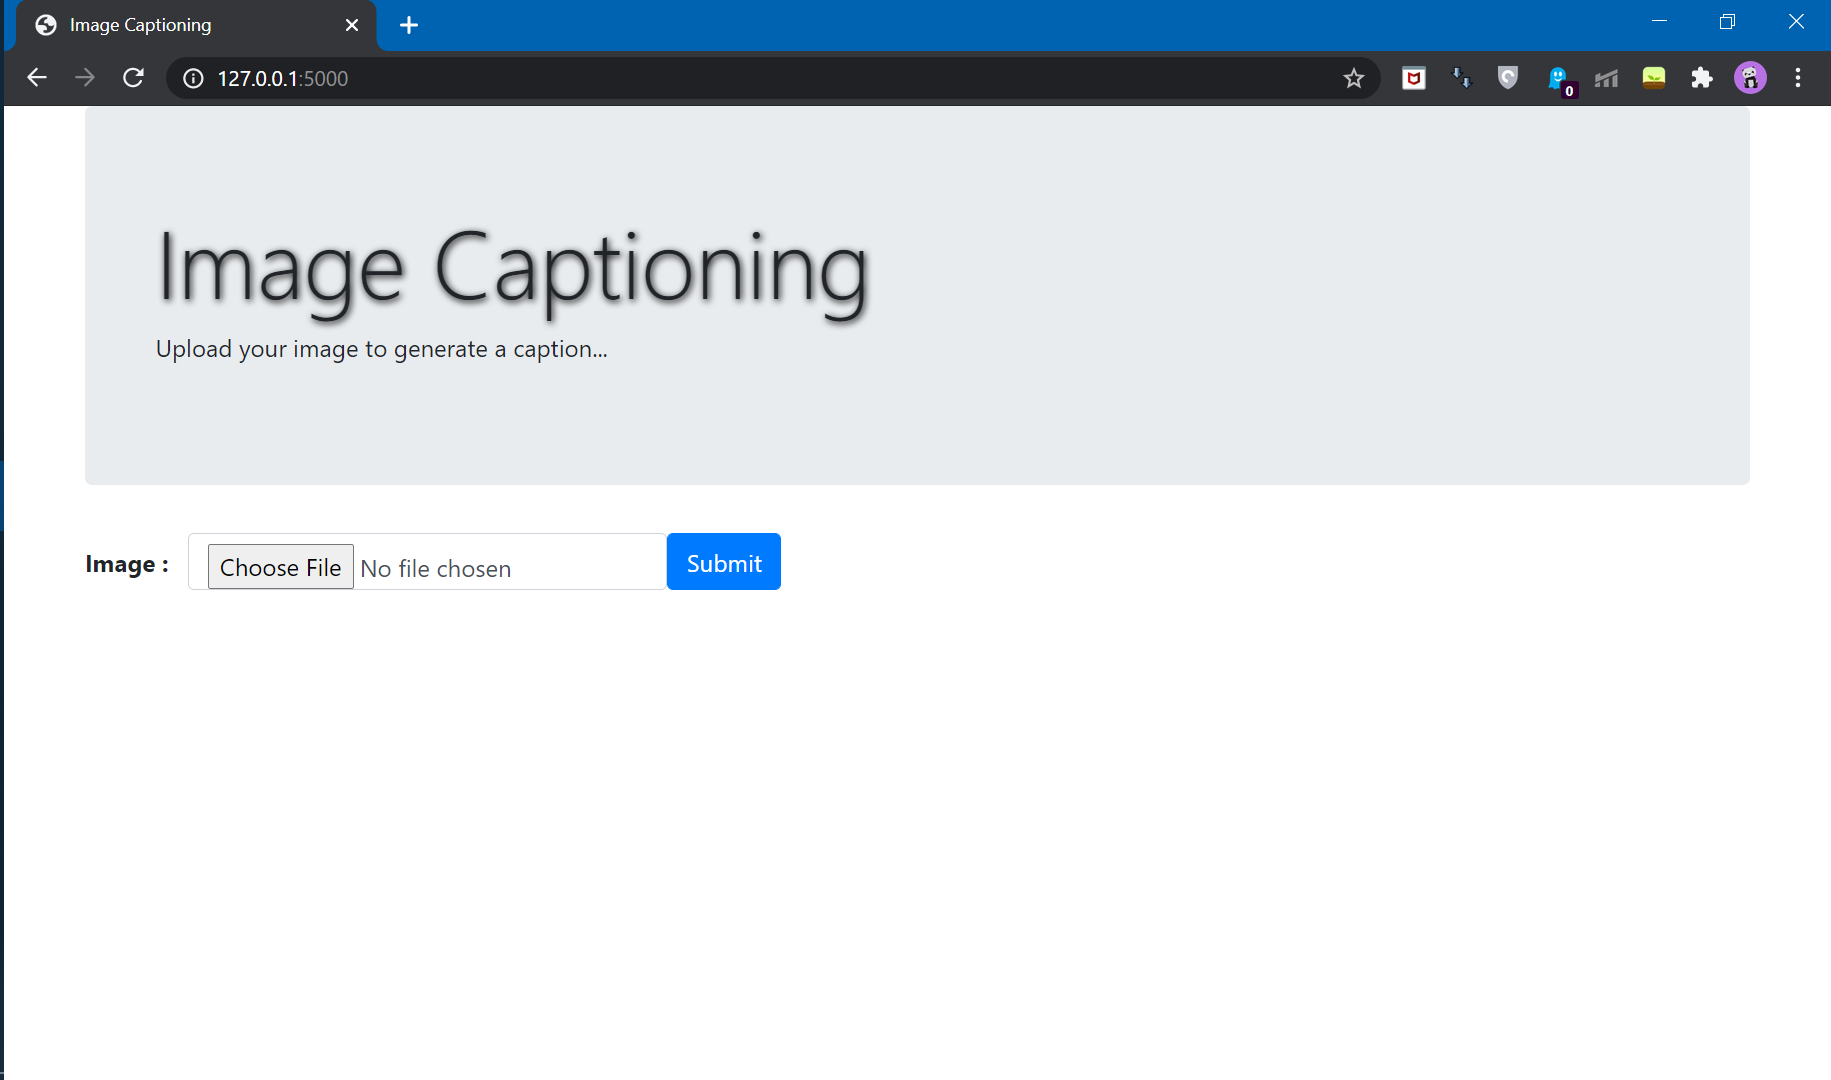 Image Captioning
127.0.0.1:5000
0
Image Captioning
Upload your image to generate a caption...
Image : Choose File No file chosen Submit